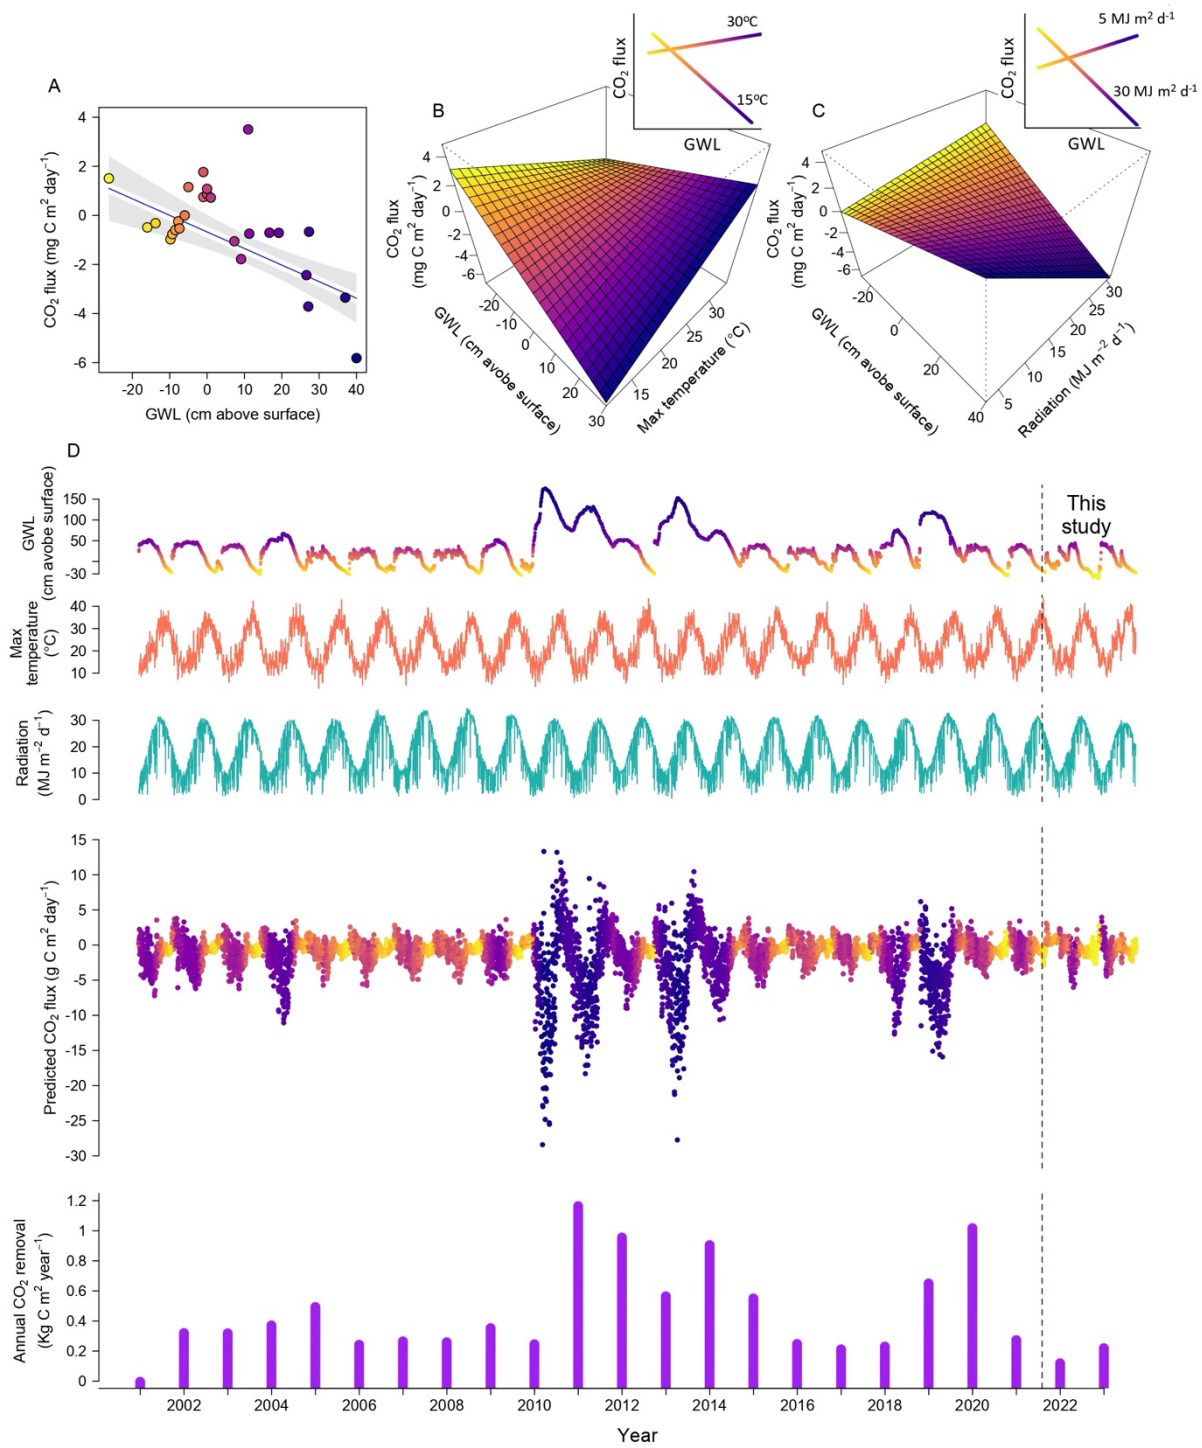 A
CO2 flux (mg C m² day⁻¹)
4
2
0
-2
-4
-6
-20
-10
0
10
20
30
40
GWL (cm above surface)
B
CO2 flux
30°C
15°C
GWL
CO2 flux
(mg C m² day⁻¹)
4
2
0
-2
-4
-6
-20
-10
0
10
20
30
GWL (cm avobe surface)
15
20
25
30
Max temperature (°C)
C
CO2 flux
5 MJ m² d⁻¹
30 MJ m² d⁻¹
GWL
CO2 flux
(mg C m² day⁻¹)
4
2
0
-2
-4
-6
-20
0
20
40
GWL (cm avobe surface)
5
10
15
20
25
30
Radiation (MJ m⁻² d⁻¹)
D
GWL
(cm avobe surface)
150
100
50
-30
This
study
Max
temperature
(°C)
40
30
20
10
Radiation
(MJ m⁻² d⁻¹)
30
20
10
0
Predicted CO2 flux (g C m² day⁻¹)
15
10
5
0
-5
-10
-15
-20
-25
-30
Annual CO2 removal
(Kg C m² year⁻¹)
1.2
1
0.8
0.6
0.4
0.2
0
2002
2004
2006
2008
2010
2012
2014
2016
2018
2020
2022
Year